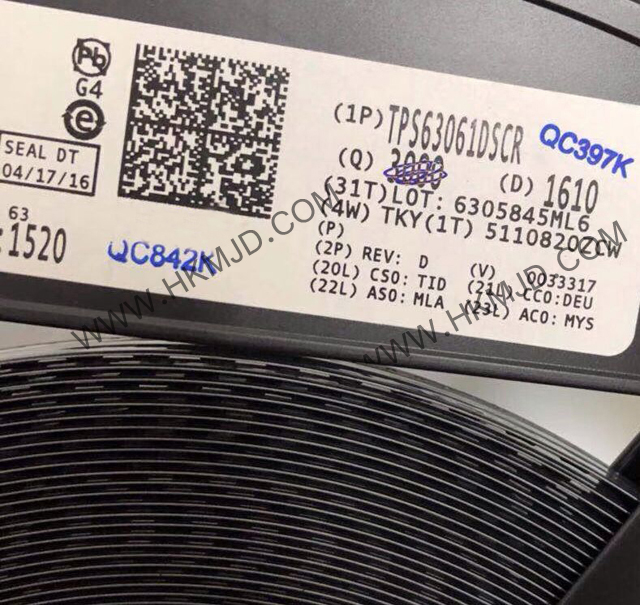 Pb
G4
e
SEAL DT
04/17/16
63
1520
QC842K
(1P) TPS63061DSCR
QC397K
(Q) 3000
(D) 1610
(31T)LOT: 6305845ML6
(4W) TKY(1T) 5110820ZCW
(P)
(2P) REV: D
(V) 0033317
(20L) CSO: TID
(21L) CCO:DEU
(22L) ASO: MLA
(23L) ACO: MYS
WWW.HKMJD.COM
WWW.HKMJD.COM